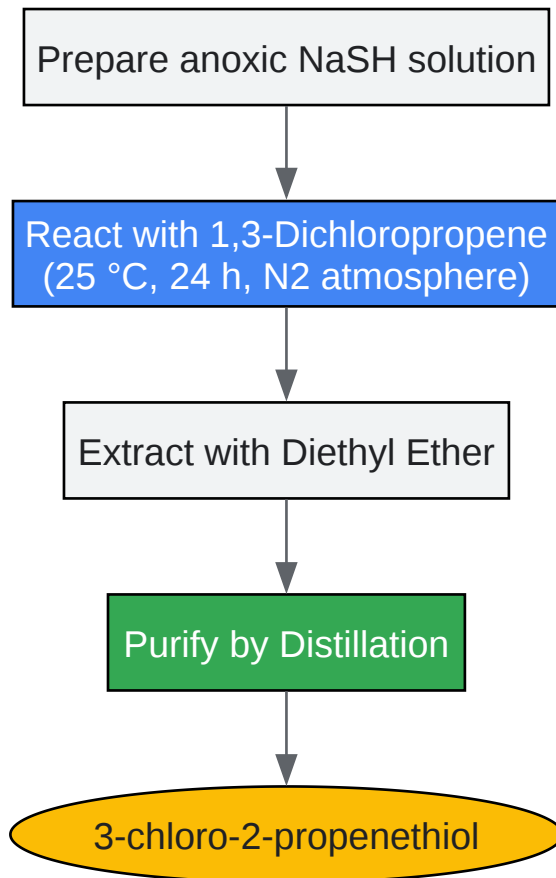 Prepare anoxic NaSH solution
React with 1,3-Dichloropropene
(25 °C, 24 h, N2 atmosphere)
Extract with Diethyl Ether
Purify by Distillation
3-chloro-2-propenethiol